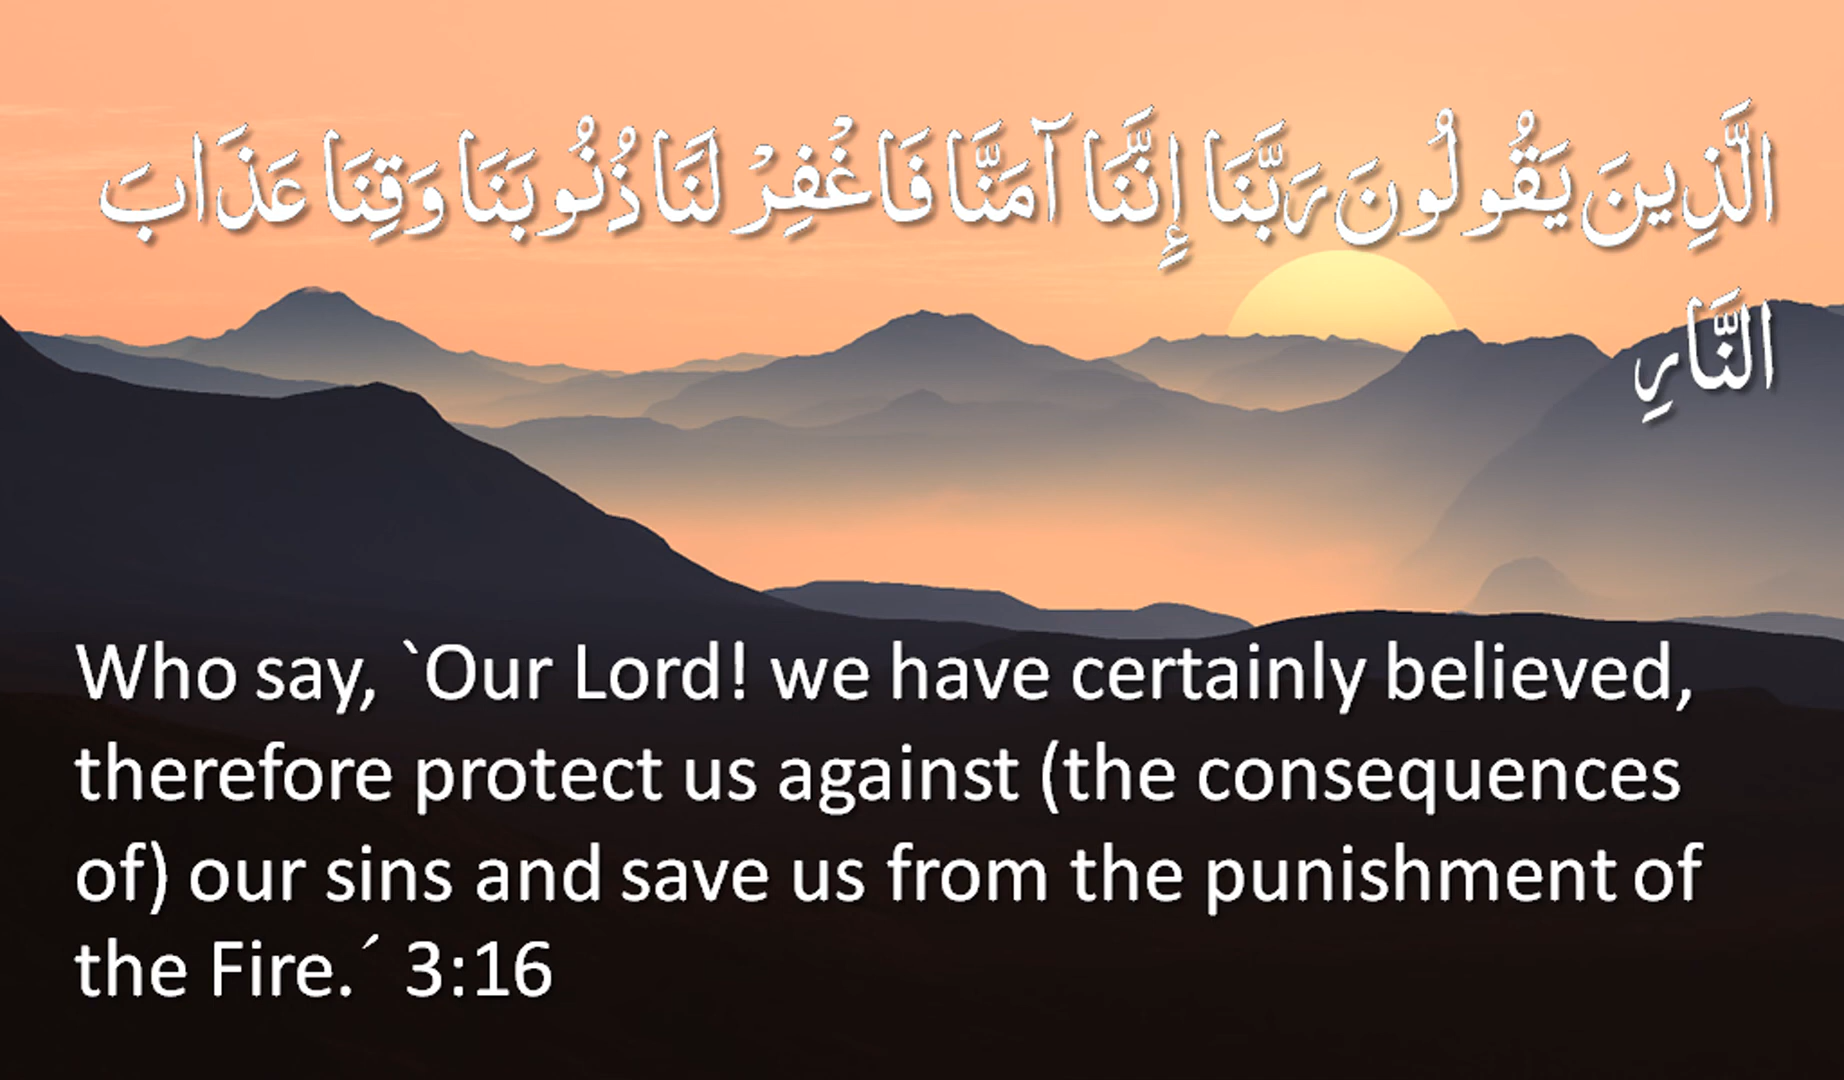 الَّذِينَ يَقُولُونَ رَبَّنَا إِنَّنَا آمَنَّا فَاغْفِرْ لَنَا ذُنُوبَنَا وَقِنَا عَذَابَ
النَّارِ
Who say, `Our Lord! we have certainly believed,
therefore protect us against (the consequences
of) our sins and save us from the punishment of
the Fire.´ 3:16